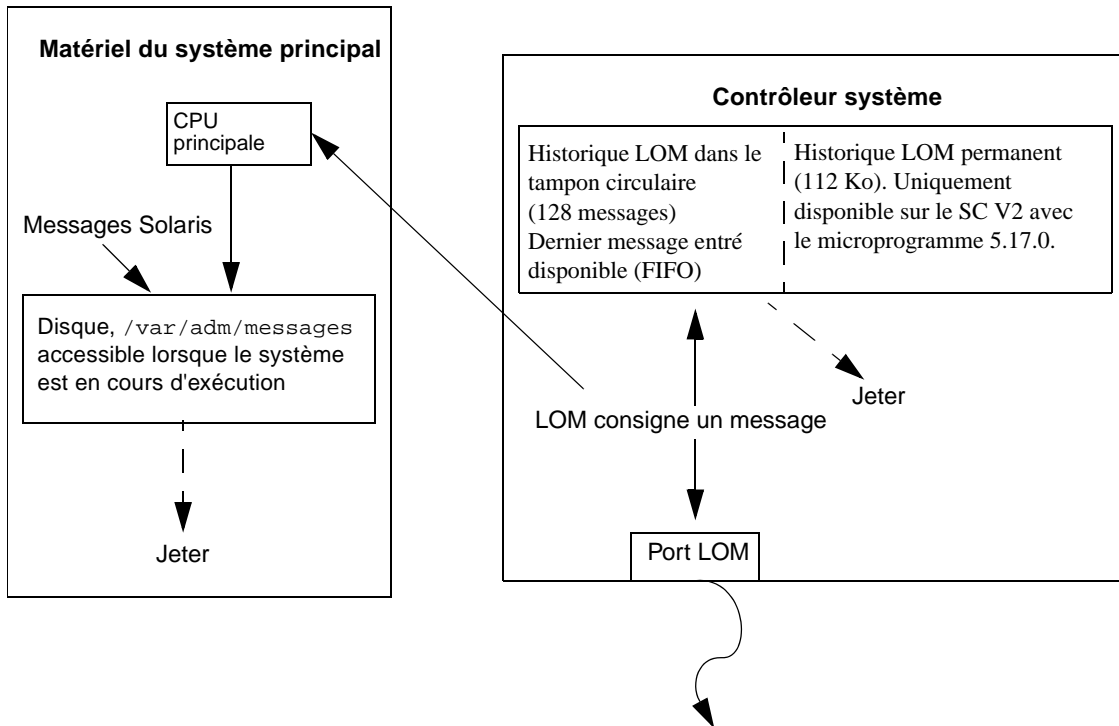 Matériel du système principal
CPU
principale
Messages Solaris
Disque, /var/adm/messages
accessible lorsque le système
est en cours d'exécution
Jeter
Contrôleur système
Historique LOM dans le
tampon circulaire
(128 messages)
Dernier message entré
disponible (FIFO)
Historique LOM permanent
(112 Ko). Uniquement
disponible sur le SC V2 avec
le microprogramme 5.17.0.
Jeter
LOM consigne un message
Port LOM